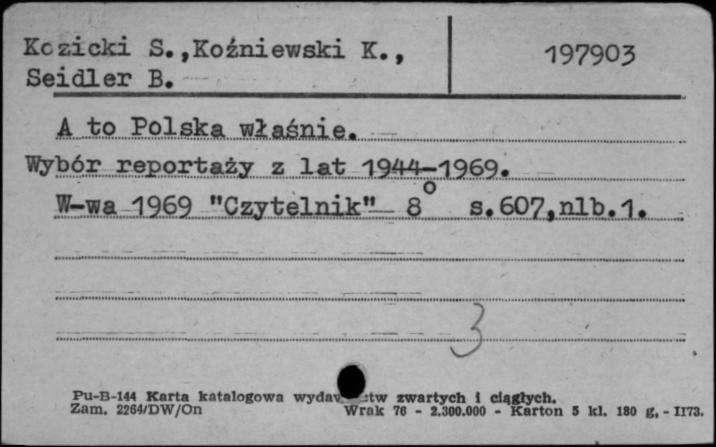 Kozicki S.,Koźniewski K.,
Seidler B.
197903
A to Polska właśnie.
Wybór reportaży z lat 1944-1969.
W-wa 1969 "Czytelnik" 8° s.607,nlb.1.
3
Pu-B-144 Karta katalogowa zwartych i ciągłych.
Zam. 2264/DW/On Wrak 76 - 2.300.000 - Karton 5 kl. 180 g, - 1173.